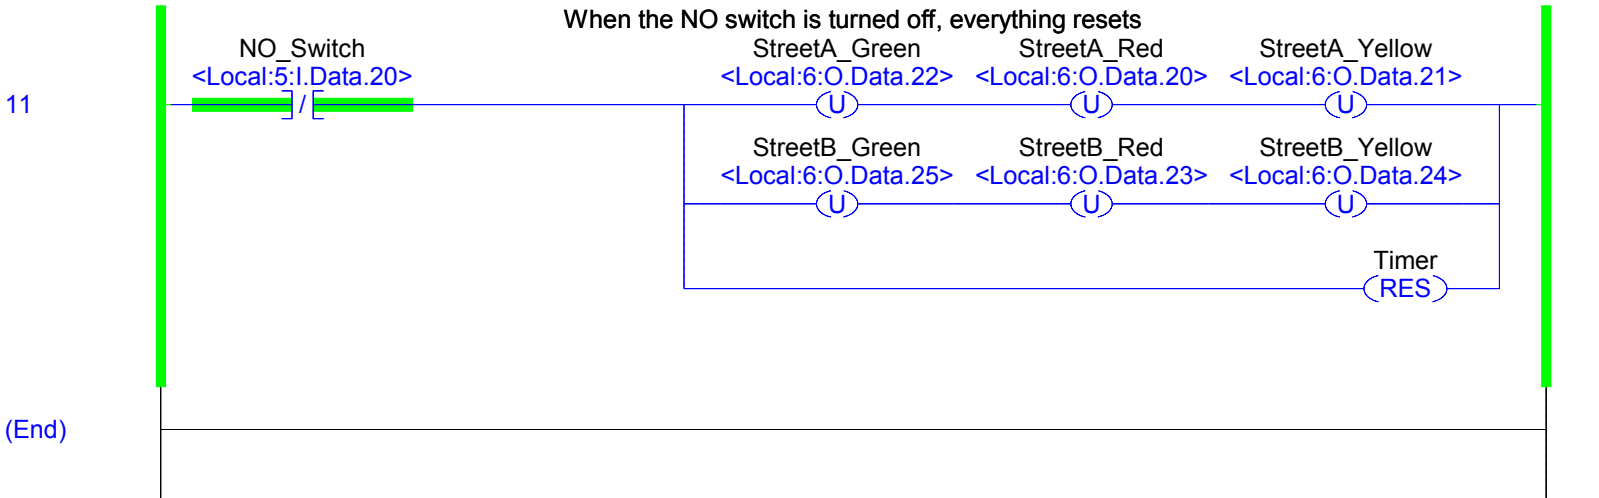 When the NO switch is turned off, everything resets
NO_Switch StreetA_Green StreetA_Red StreetA_Yellow
<Local:5:I.Data.20> <Local:6:O.Data.22> <Local:6:O.Data.20> <Local:6:O.Data.21>
11 / U U U
StreetB_Green StreetB_Red StreetB_Yellow
<Local:6:O.Data.25> <Local:6:O.Data.23> <Local:6:O.Data.24>
U U U
Timer
RES
(End)